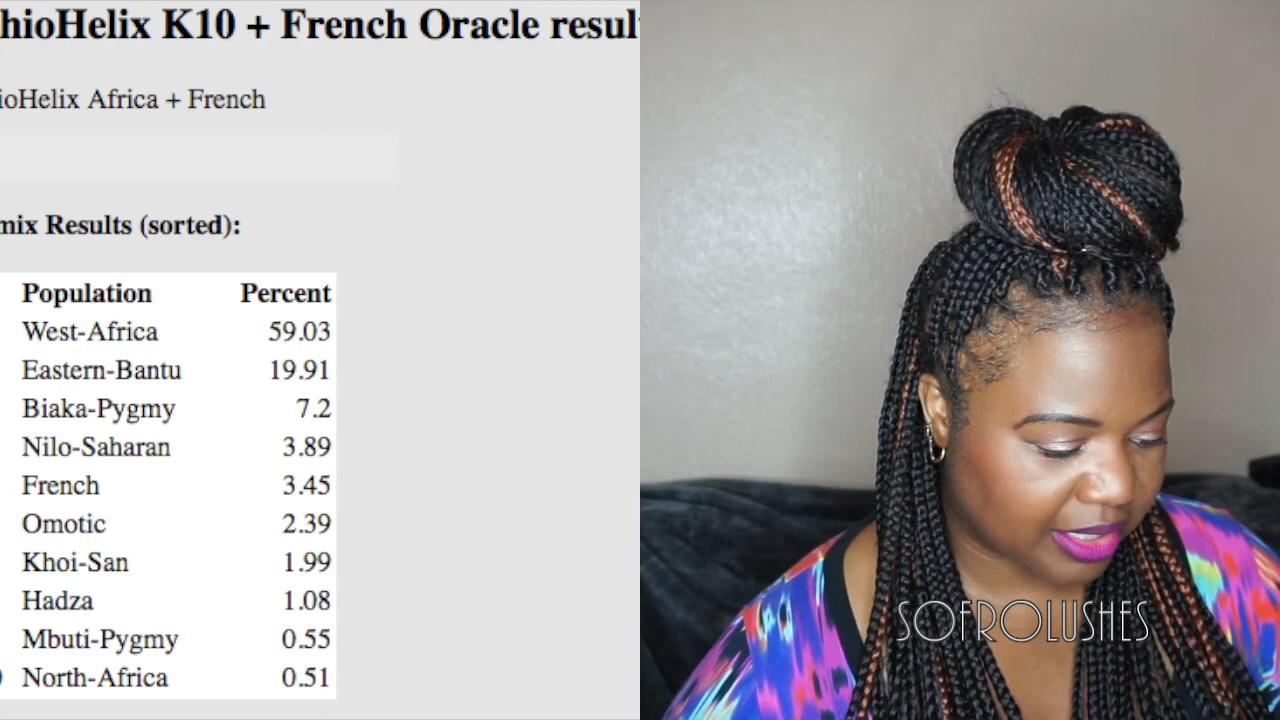 hioHelix K10 + French Oracle resul
ioHelix Africa + French
mix Results (sorted):
Population Percent
West-Africa 59.03
Eastern-Bantu 19.91
Biaka-Pygmy 7.2
Nilo-Saharan 3.89
French 3.45
Omotic 2.39
Khoi-San 1.99
Hadza 1.08
Mbuti-Pygmy 0.55
North-Africa 0.51
SOFROLUSHES